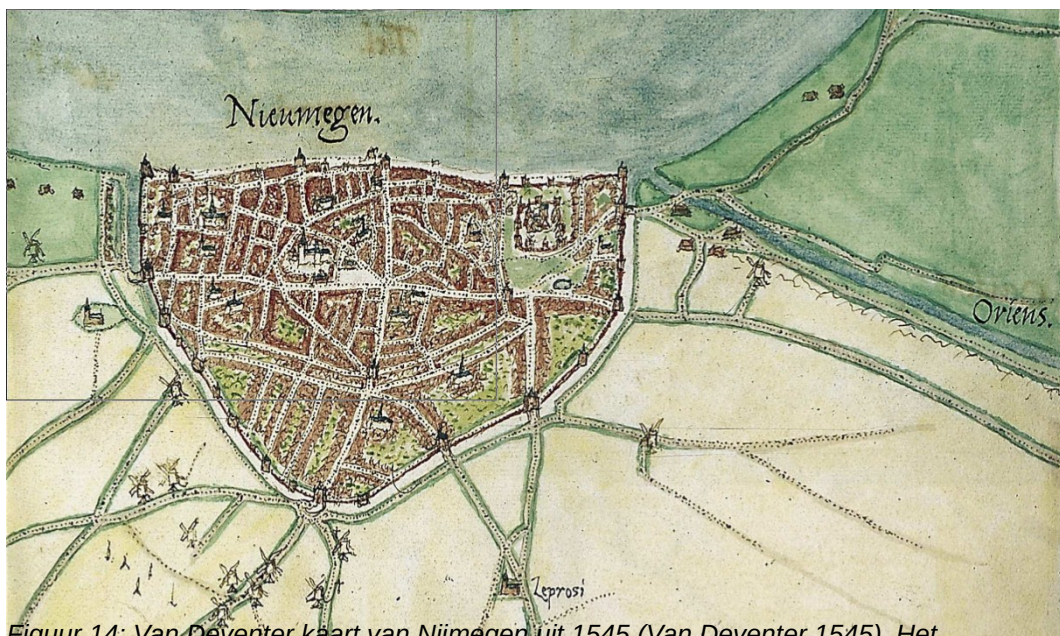 Nieumegen.
Oriens.
Leprosi
Figuur 14: Van Deventer kaart van Nijmegen uit 1545 (Van Deventer 1545). Het